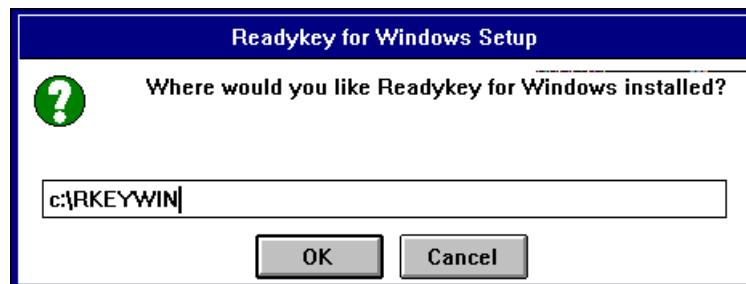 Readykey for Windows Setup
Where would you like Readykey for Windows installed?
c:\RKEYWIN
OK
Cancel